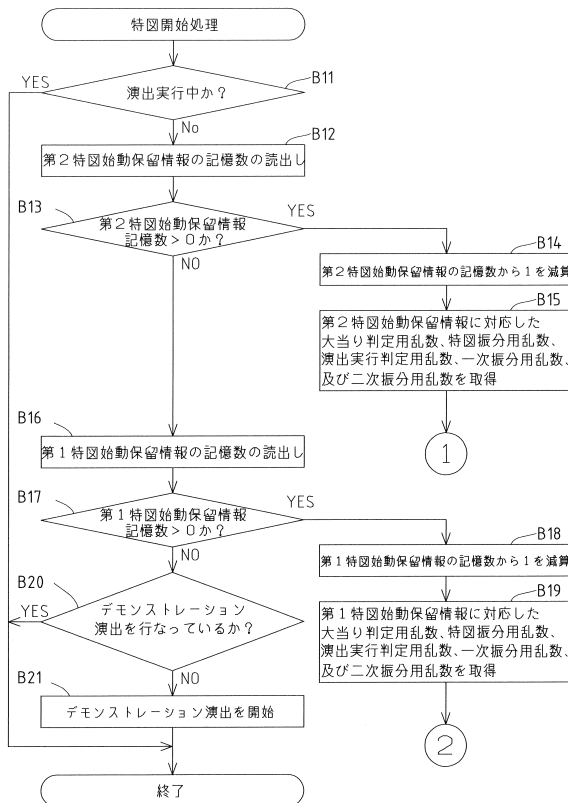 特図開始処理
B11
YES
演出実行中か？
No
B12
第2特図始動保留情報の記憶数の読出し
B13
第2特図始動保留情報
記憶数＞0か？
YES
NO
B14
第2特図始動保留情報の記憶数から1を減算
B15
第2特図始動保留情報に対応した
大当り判定用乱数、特図振分用乱数、
演出実行判定用乱数、一次振分用乱数、
及び二次振分用乱数を取得
1
B16
第1特図始動保留情報の記憶数の読出し
B17
第1特図始動保留情報
記憶数＞0か？
YES
NO
B18
第1特図始動保留情報の記憶数から1を減算
B19
第1特図始動保留情報に対応した
大当り判定用乱数、特図振分用乱数、
演出実行判定用乱数、一次振分用乱数、
及び二次振分用乱数を取得
2
B20
YES
デモンストレーション
演出を行なっているか？
NO
B21
デモンストレーション演出を開始
終了